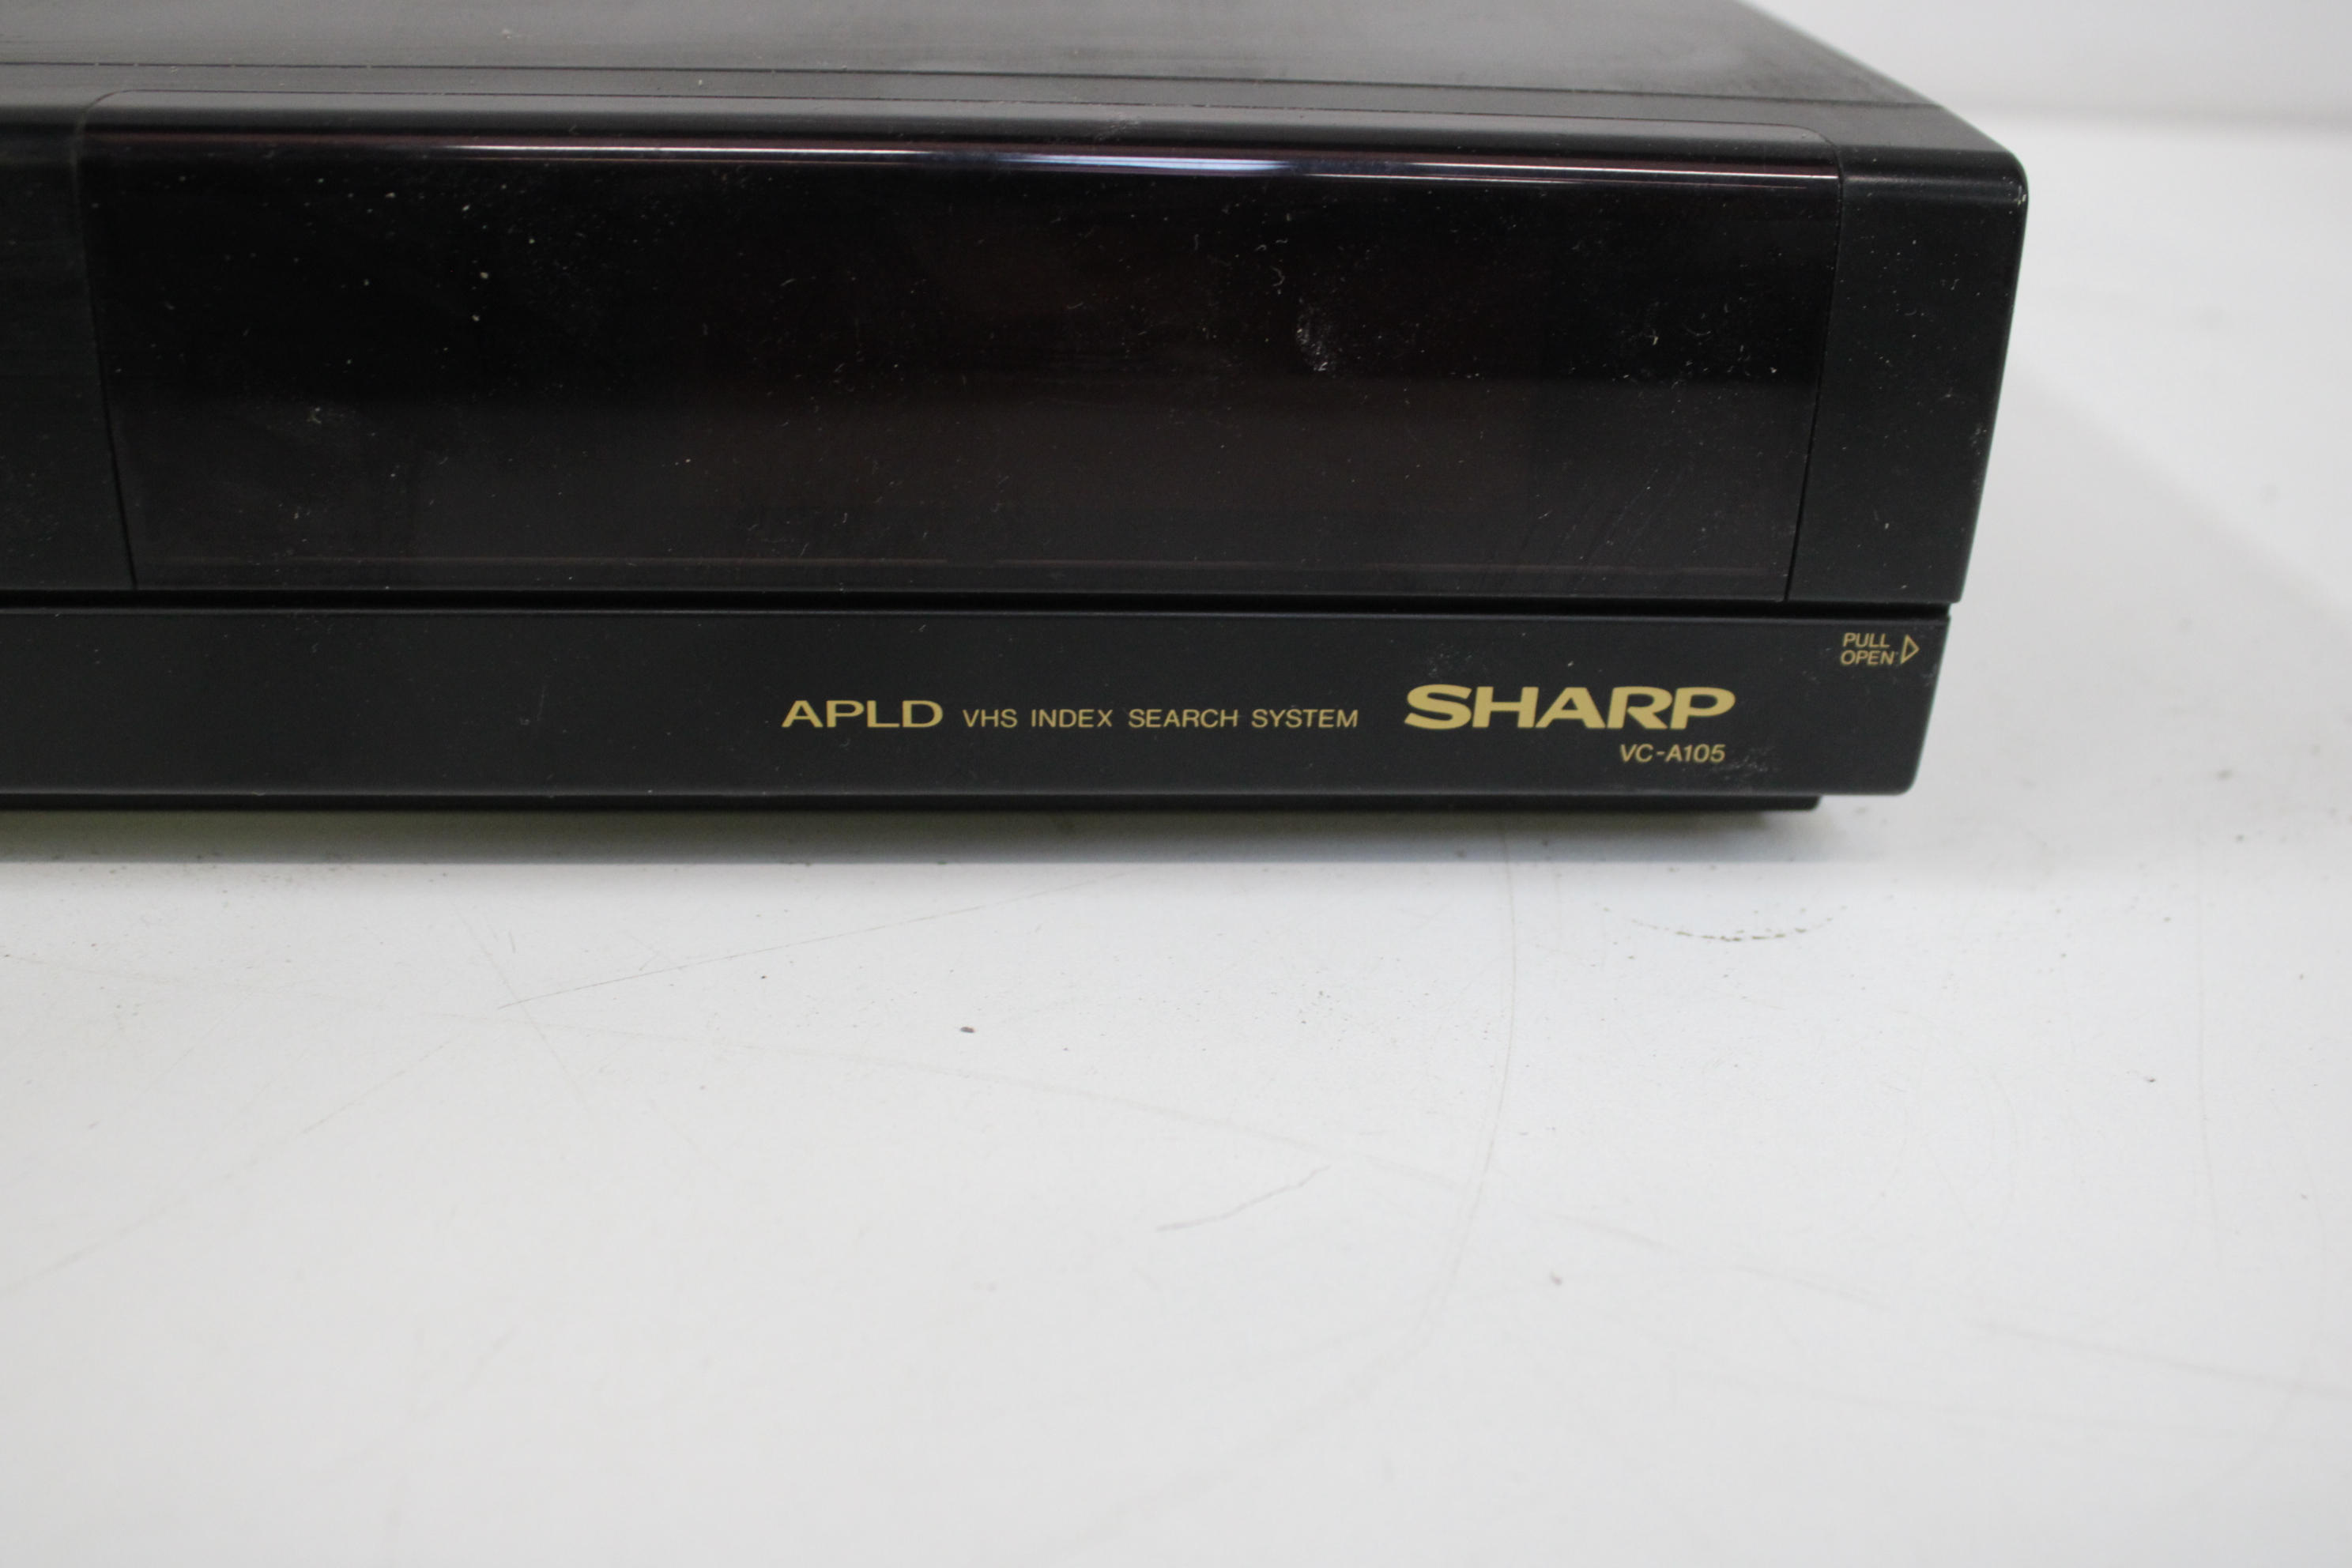 PULL
OPEN
APLD VHS INDEX SEARCH SYSTEM SHARP
VC-A105